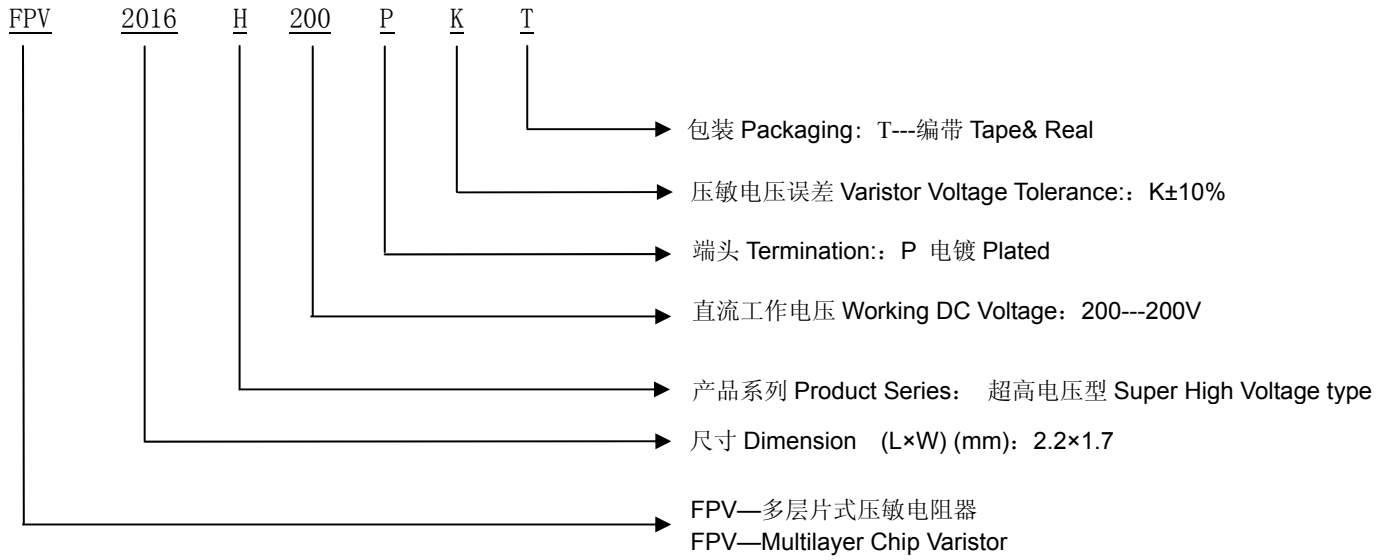 FPV 2016 H 200 P K T
包装 Packaging：T---编带 Tape& Real
压敏电压误差 Varistor Voltage Tolerance:：K±10%
端头 Termination:：P 电镀 Plated
直流工作电压 Working DC Voltage：200---200V
产品系列 Product Series： 超高电压型 Super High Voltage type
尺寸 Dimension (L×W) (mm)：2.2×1.7
FPV—多层片式压敏电阻器
FPV—Multilayer Chip Varistor